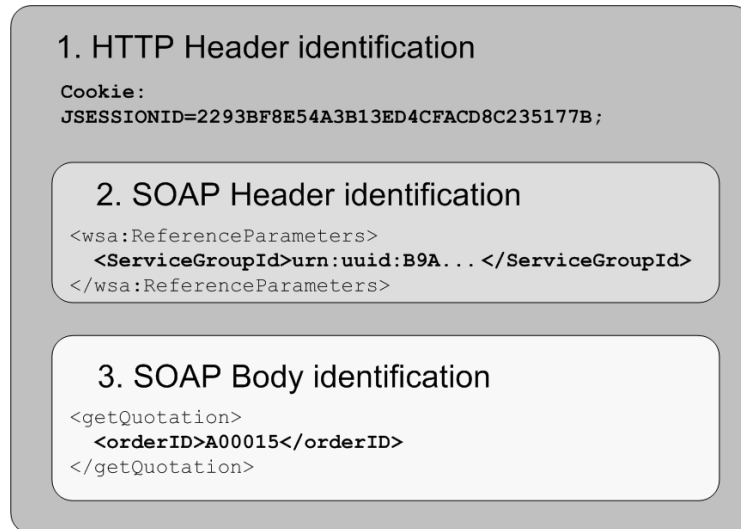 1. HTTP Header identification
Cookie:
JSESSIONID=2293BF8E54A3B13ED4CFACD8C235177B;
2. SOAP Header identification
<wsa:ReferenceParameters>
<ServiceGroupId>urn:uuid:B9A... </ServiceGroupId>
</wsa:ReferenceParameters>
3. SOAP Body identification
<getQuotation>
<orderID>A00015</orderID>
</getQuotation>